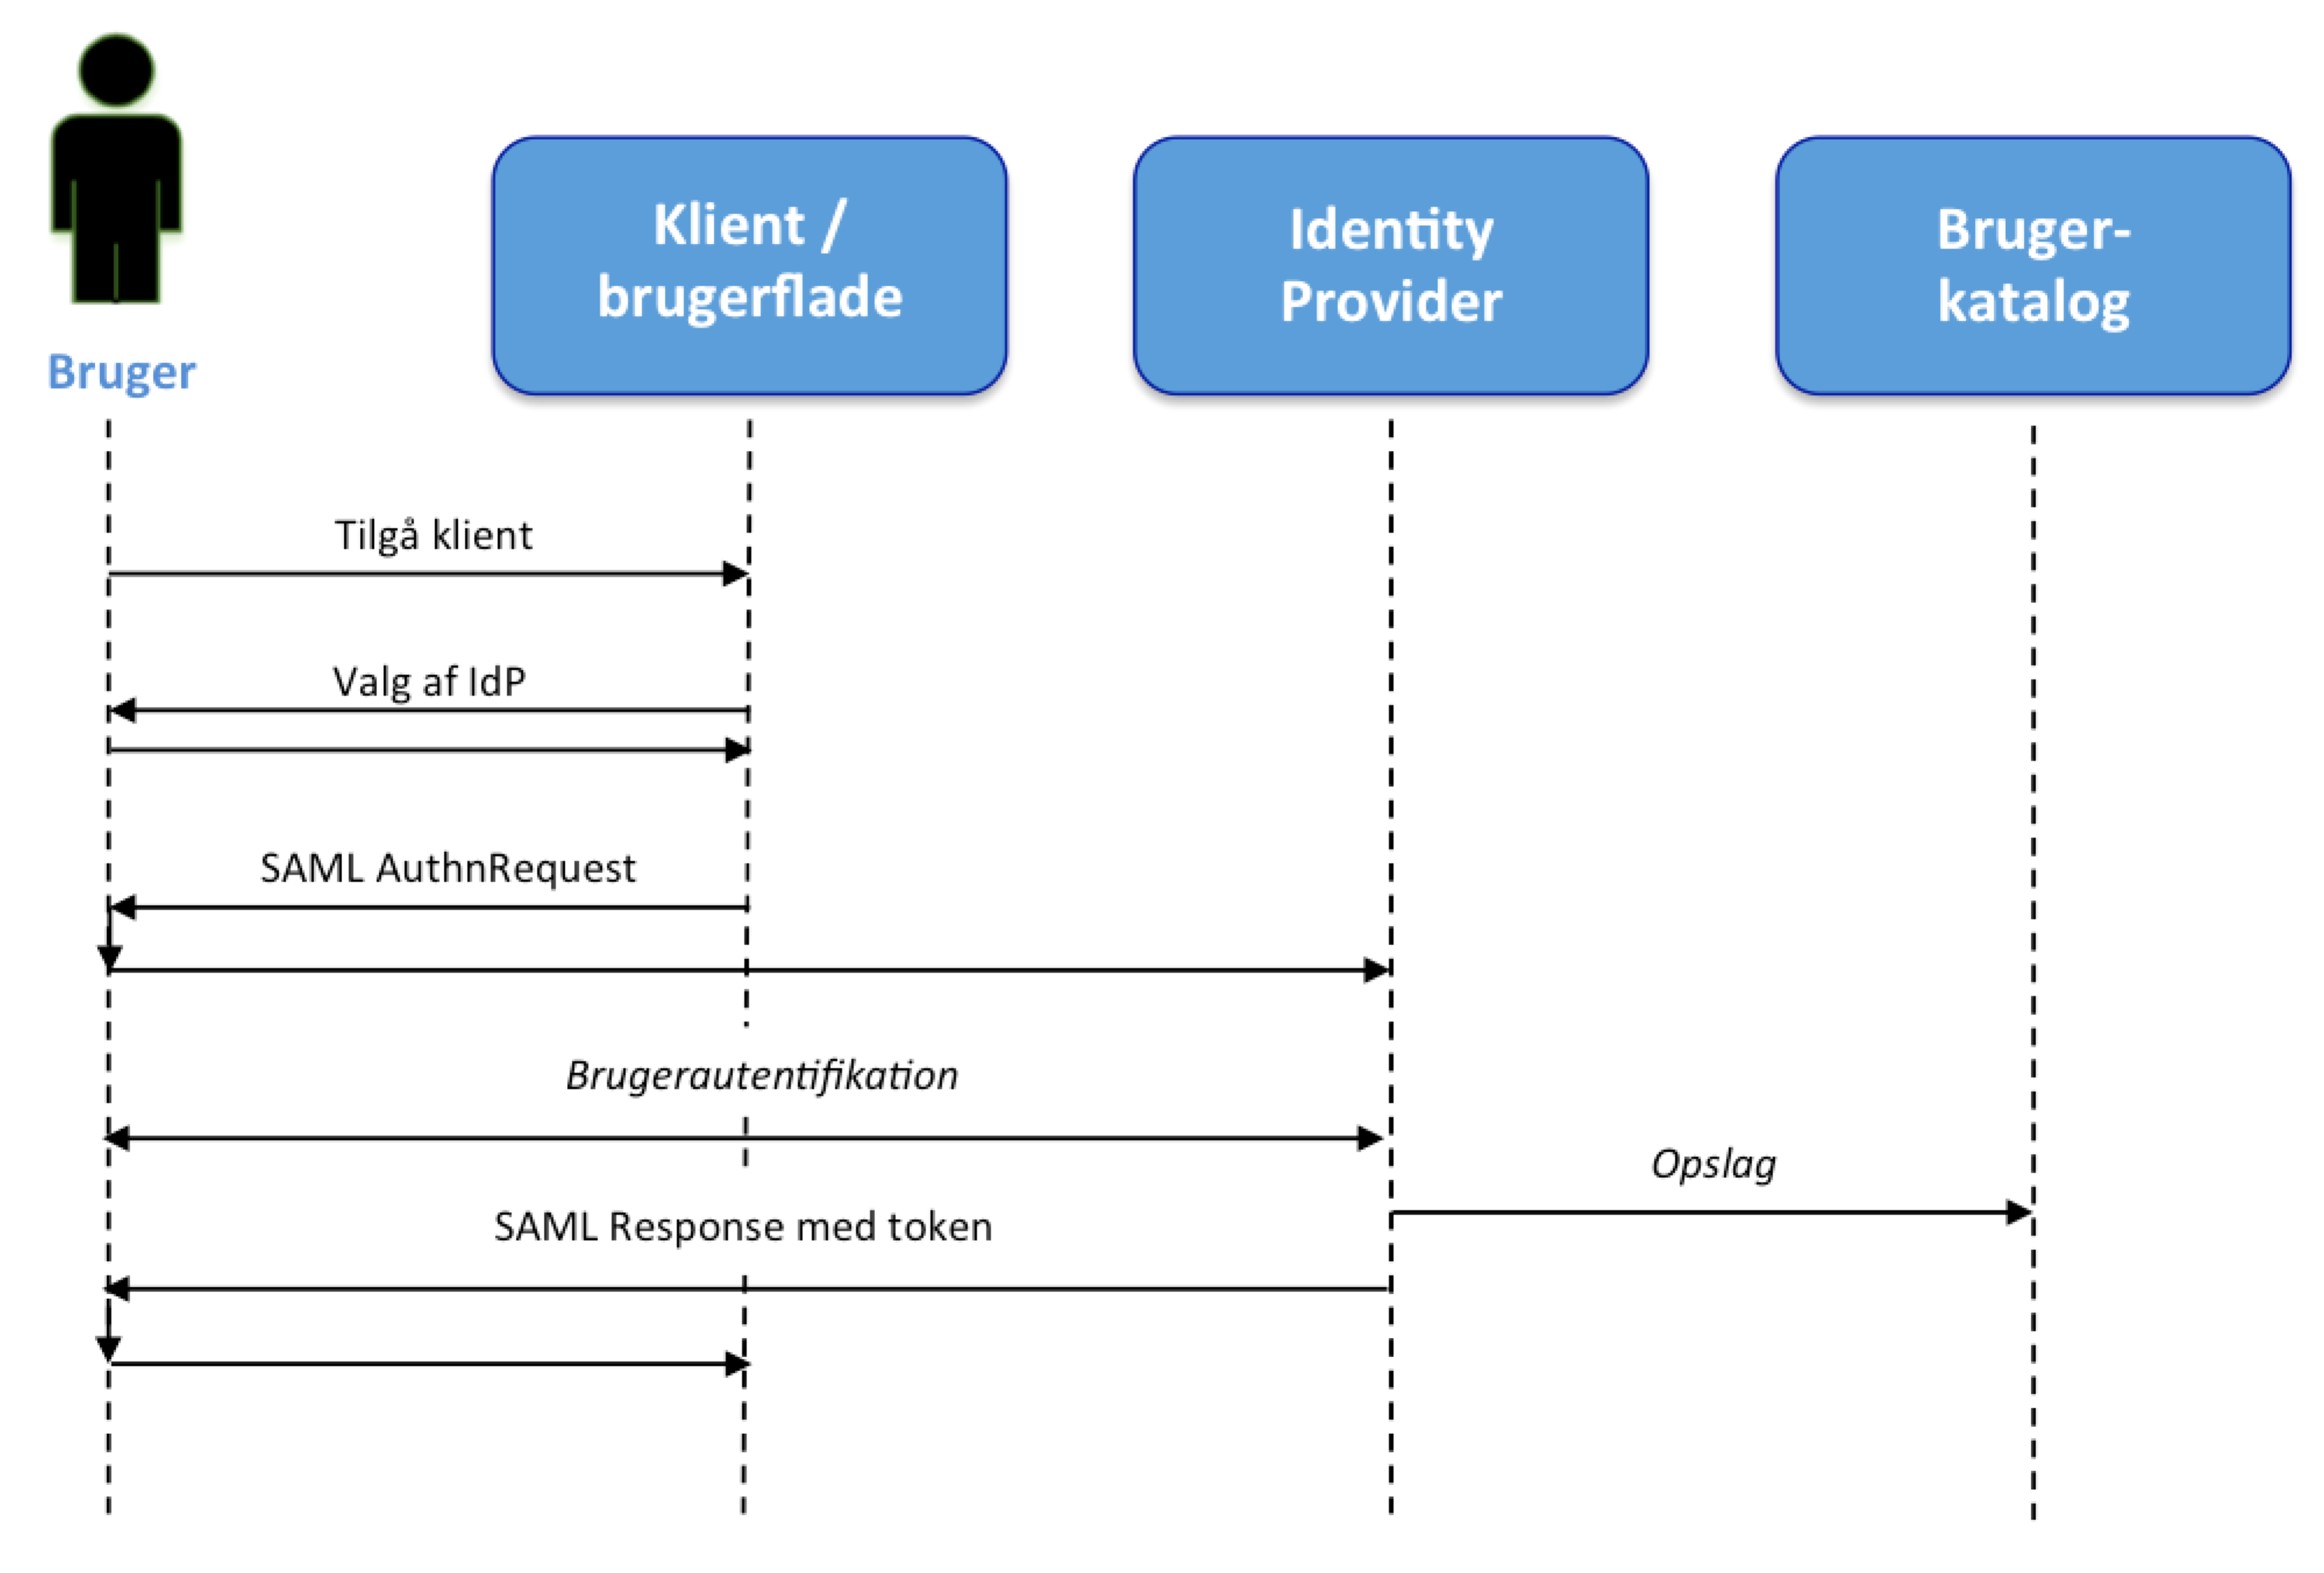 Bruger
Klient /
brugerflade
Identity
Provider
Bruger-
katalog
Tilgå klient
Valg af IdP
SAML AuthnRequest
Brugerautentifikation
Opslag
SAML Response med token